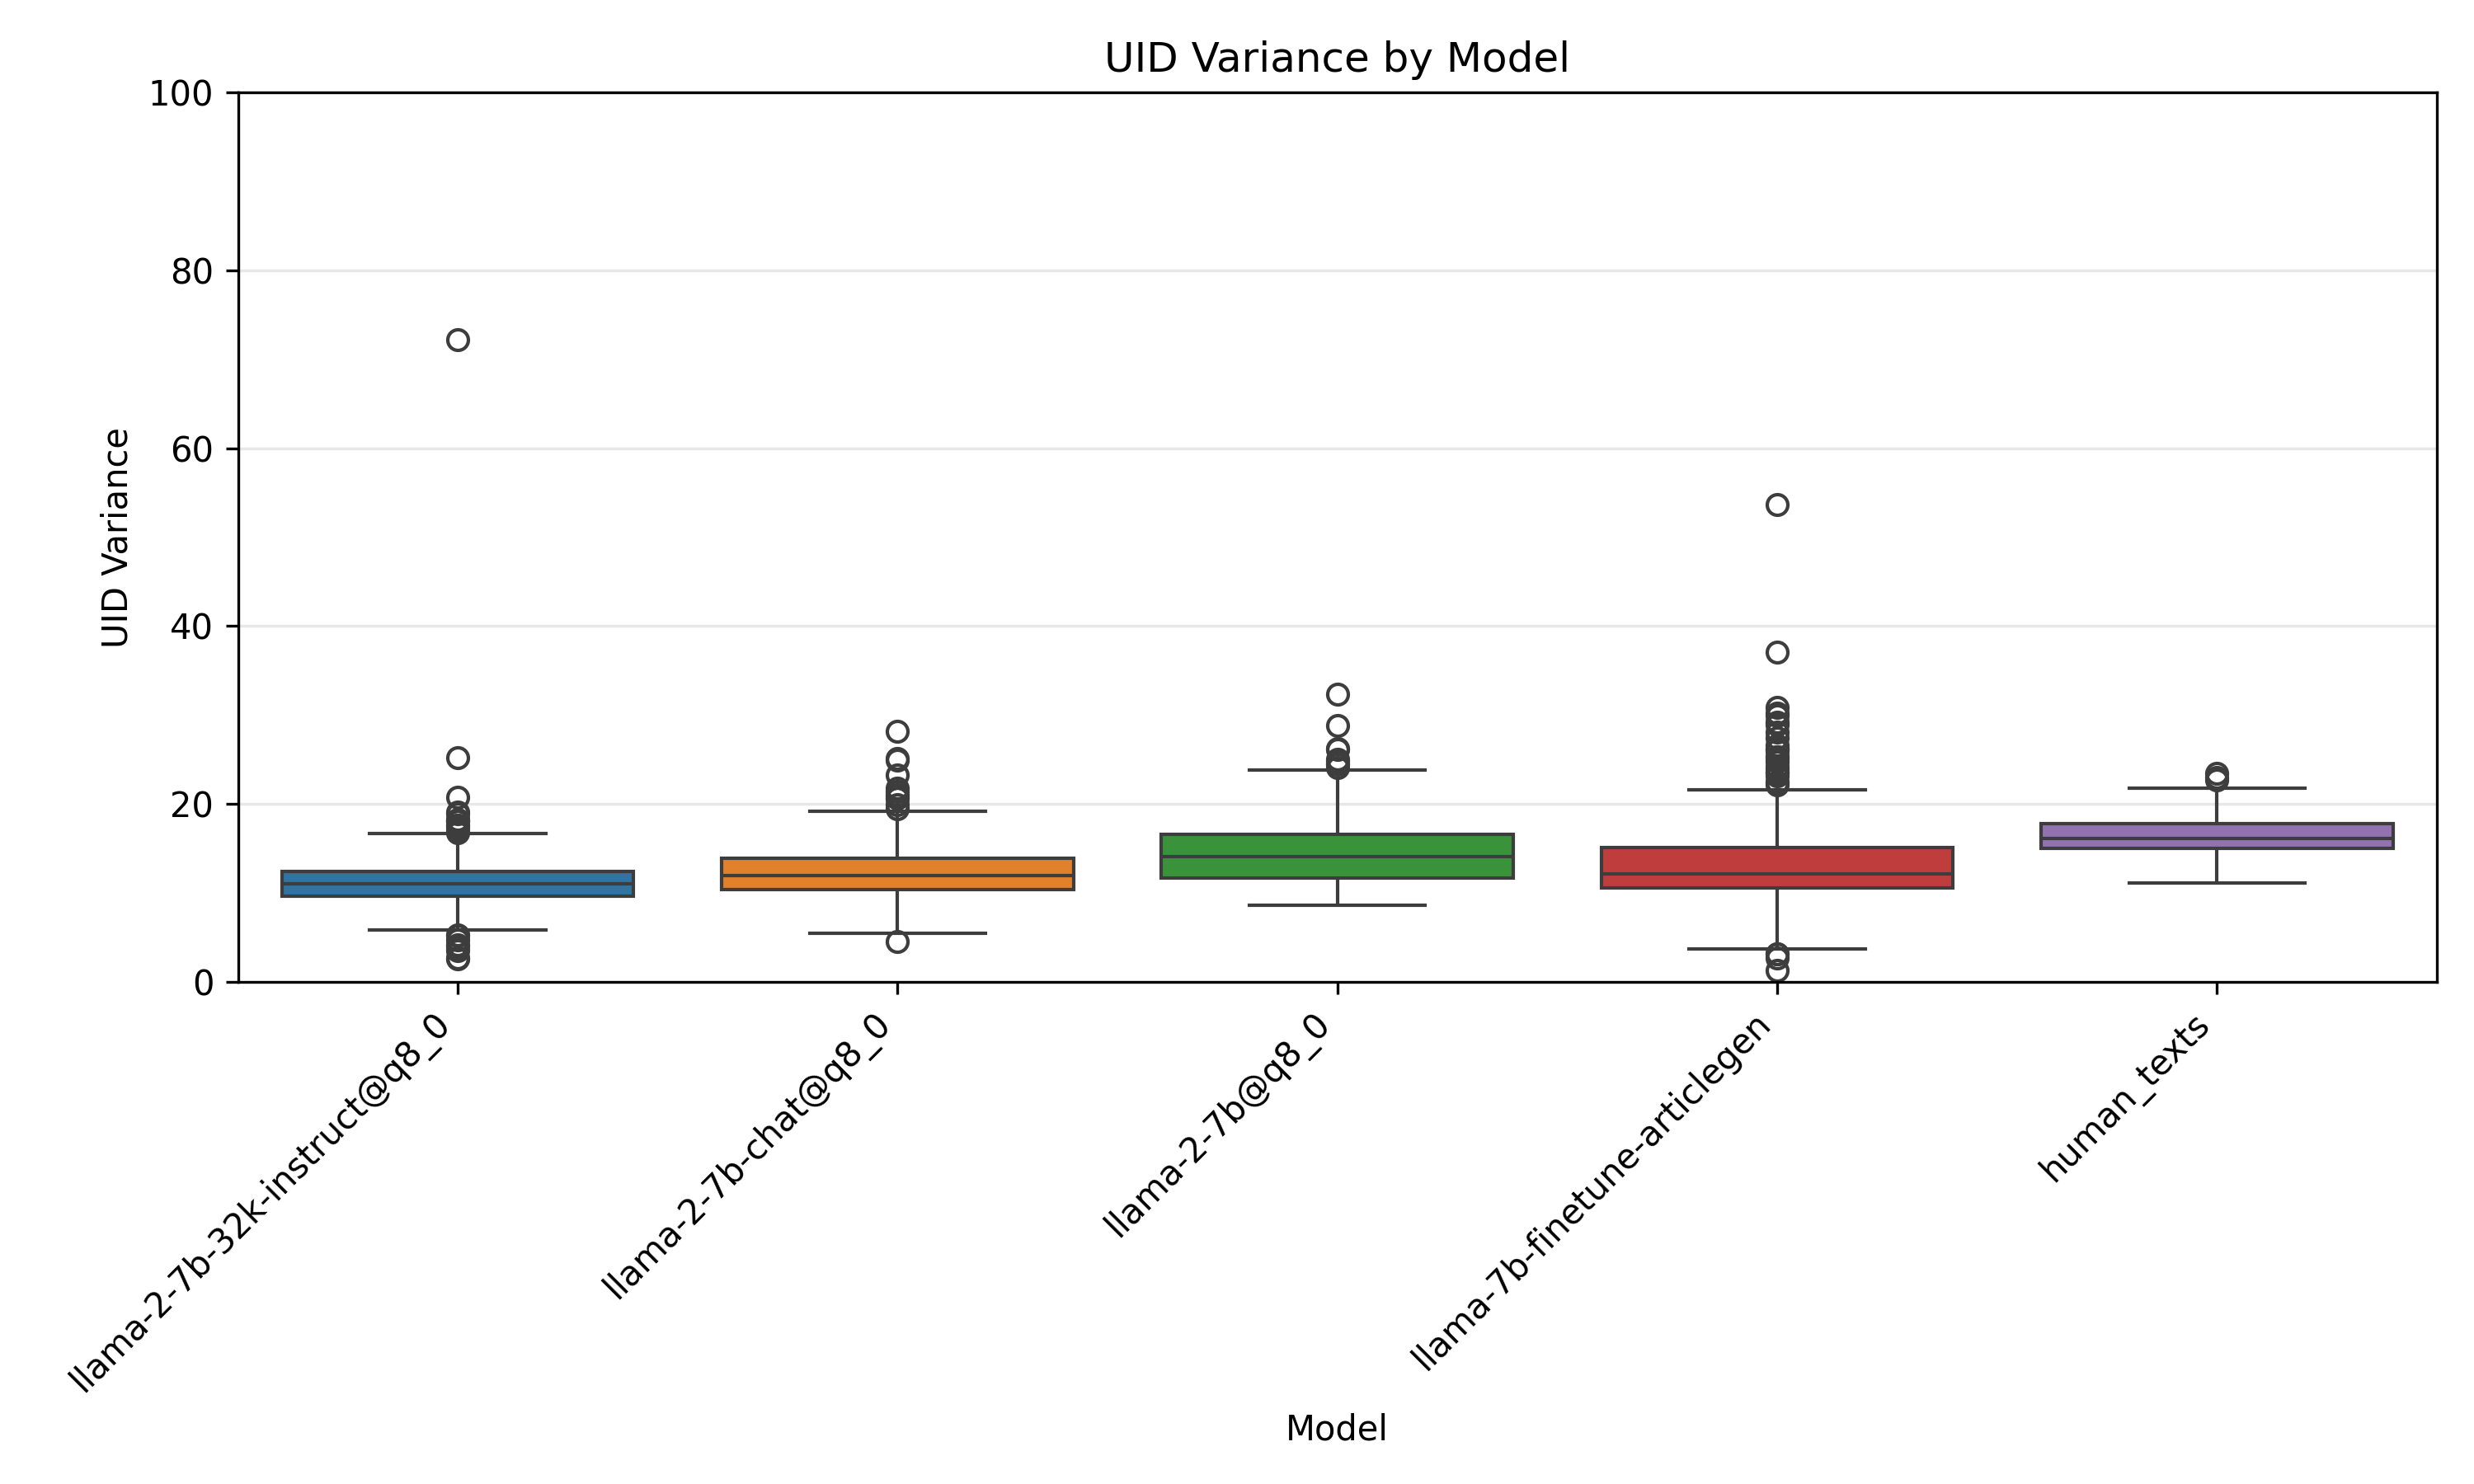 UID Variance by Model
100
80
60
40
20
0
UID Variance
llama-2-7b-32k-instruct@q8_0
llama-2-7b-chat@q8_0
llama-2-7b@q8_0
llama-7b-finetune-articlegen
human_texts
Model